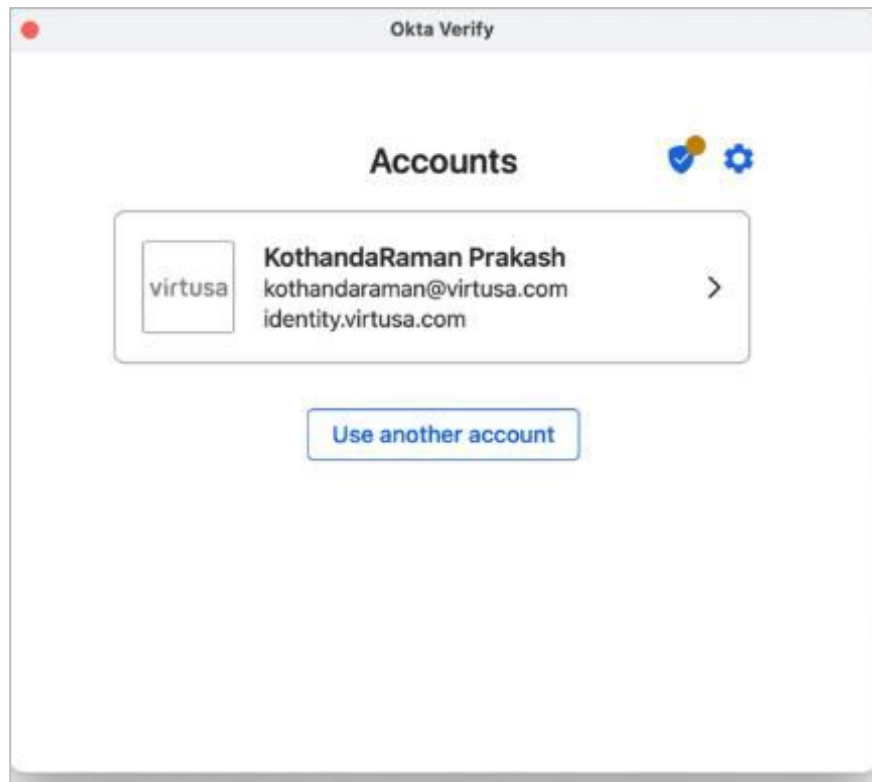 Okta Verify
Accounts
virtusa
KothandaRaman Prakash
kothandaraman@virtusa.com
identity.virtusa.com
Use another account